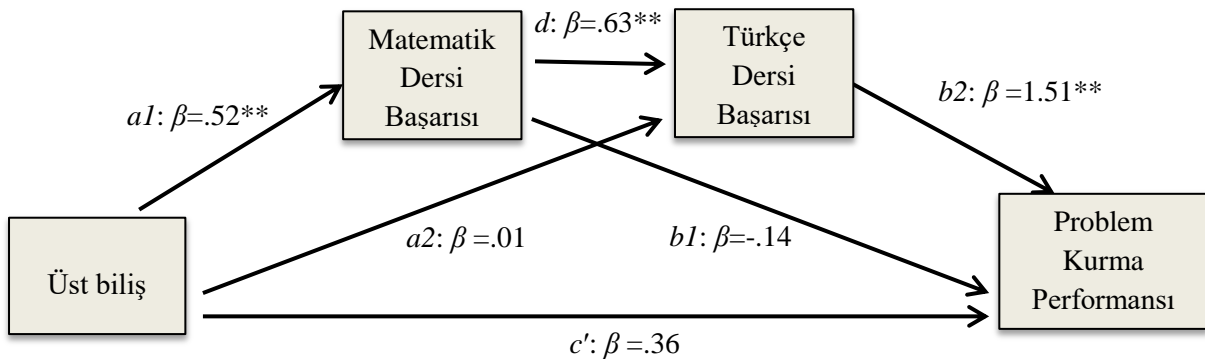 Matematik
Dersi
Başarısı
d: β=.63**
Türkçe
Dersi
Başarısı
a1: β=.52**
b2: β =1.51**
Üst biliş
a2: β =.01
b1: β=-.14
Problem
Kurma
Performansı
c': β =.36